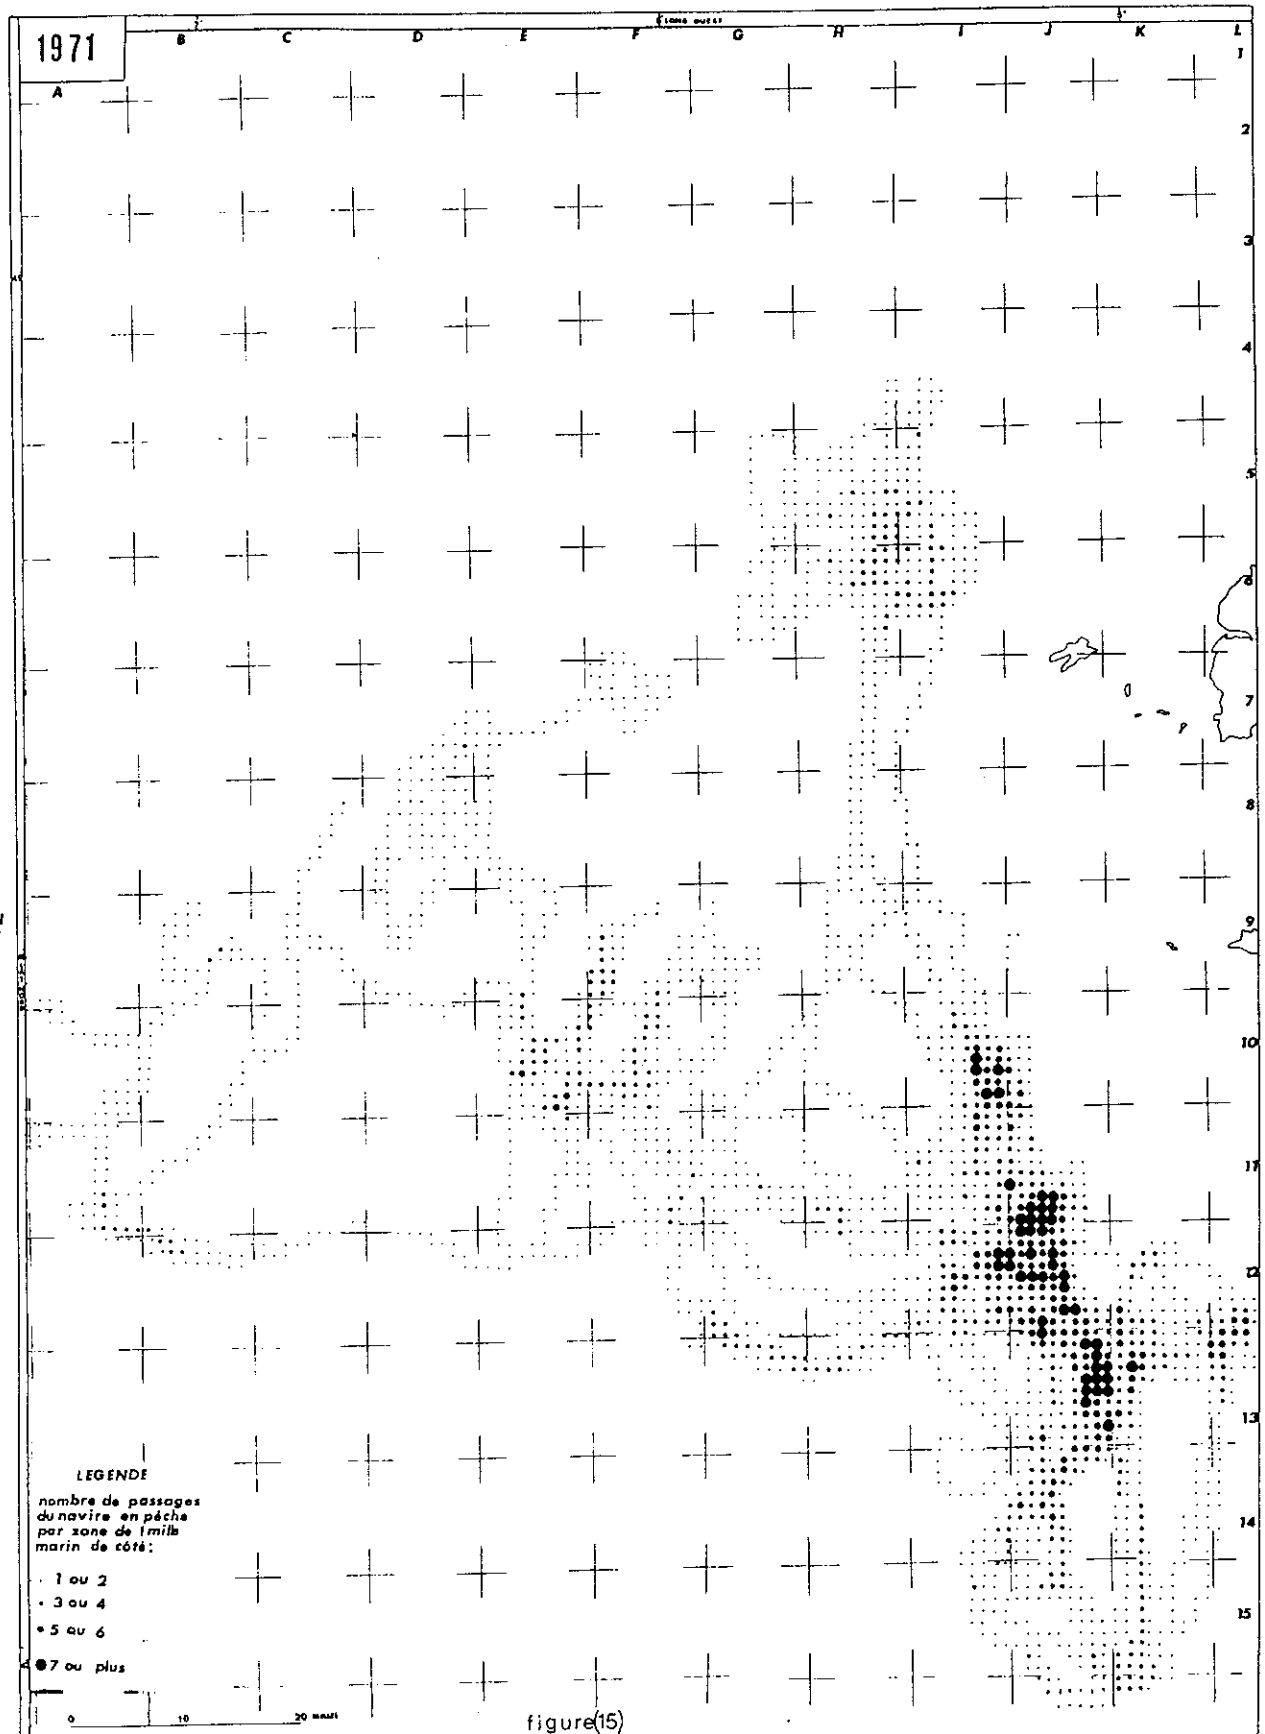 1971
A B C D E F G H I J K L
1
2
3
4
5
6
7
8
9
10
11
12
13
14
15
LEGENDE
nombre de passages
du navire en pêche
par zone de 1 mille
marin de côté:
1 ou 2
3 ou 4
5 ou 6
7 ou plus
0 10 20
figure(15)